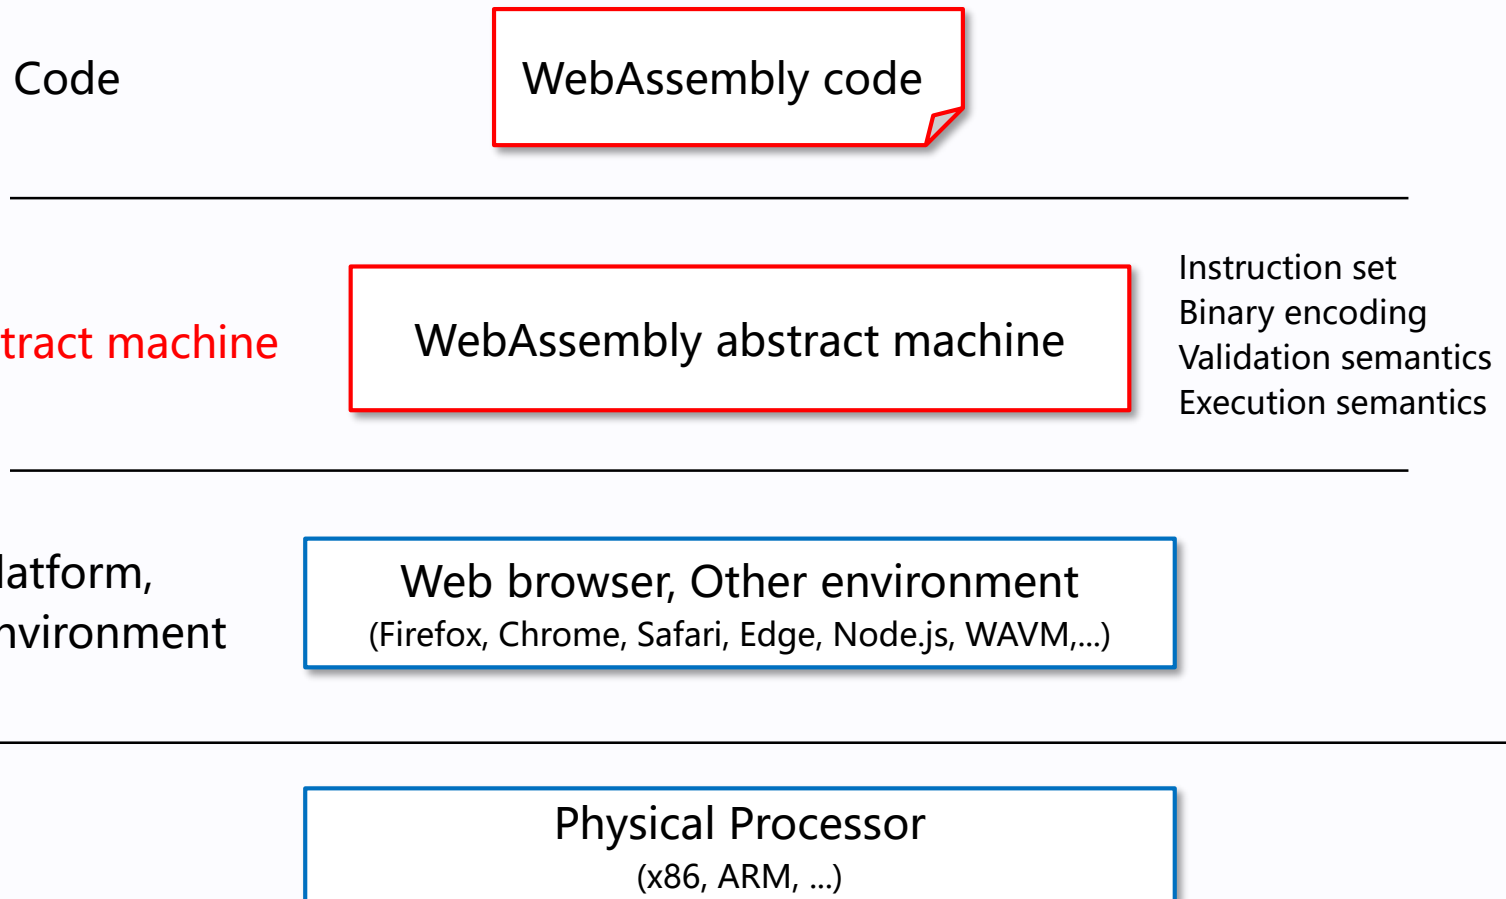 Code
WebAssembly code
tract machine
WebAssembly abstract machine
Instruction set
Binary encoding
Validation semantics
Execution semantics
latform,
nvironment
Web browser, Other environment
(Firefox, Chrome, Safari, Edge, Node.js, WAVM,...)
Physical Processor
(x86, ARM, ...)